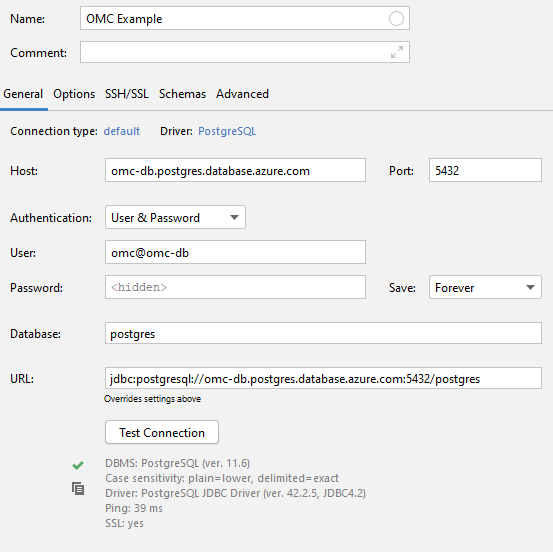 Name: OMC Example
Comment:
General Options SSH/SSL Schemas Advanced
Connection type: default Driver: PostgreSQL
Host: omc-db.postgres.database.azure.com Port: 5432
Authentication: User & Password
User: omc@omc-db
Password: <hidden> Save: Forever
Database: postgres
URL: jdbc:postgresql://omc-db.postgres.database.azure.com:5432/postgres
Overrides settings above
Test Connection
DBMS: PostgreSQL (ver. 11.6)
Case sensitivity: plain=lower, delimited=exact
Driver: PostgreSQL JDBC Driver (ver. 42.2.5, JDBC4.2)
Ping: 39 ms
SSL: yes